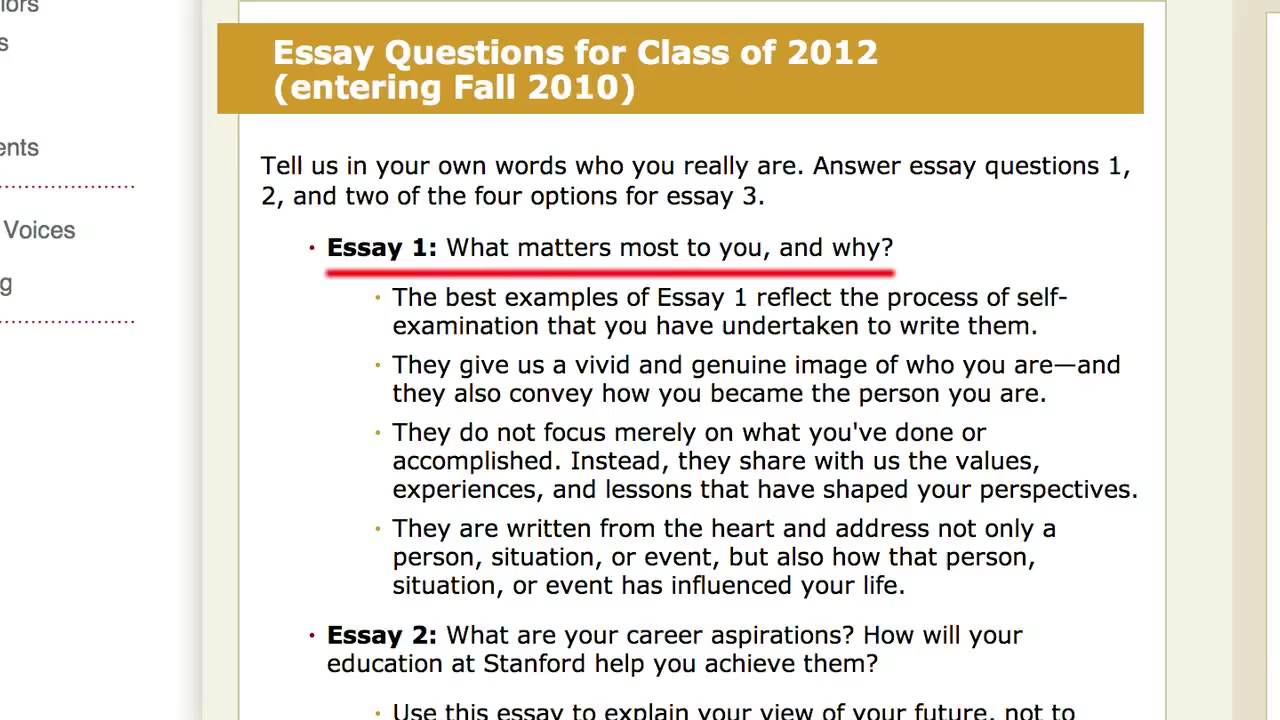 Essay Questions for Class of 2012
(entering Fall 2010)
ents
Voices
Tell us in your own words who you really are. Answer essay questions 1,
2, and two of the four options for essay 3.
· Essay 1: What matters most to you, and why?
· The best examples of Essay 1 reflect the process of self-
examination that you have undertaken to write them.
· They give us a vivid and genuine image of who you are—and
they also convey how you became the person you are.
· They do not focus merely on what you've done or
accomplished. Instead, they share with us the values,
experiences, and lessons that have shaped your perspectives.
· They are written from the heart and address not only a
person, situation, or event, but also how that person,
situation, or event has influenced your life.
· Essay 2: What are your career aspirations? How will your
education at Stanford help you achieve them?
· Use this essay to explain your view of your future, not to